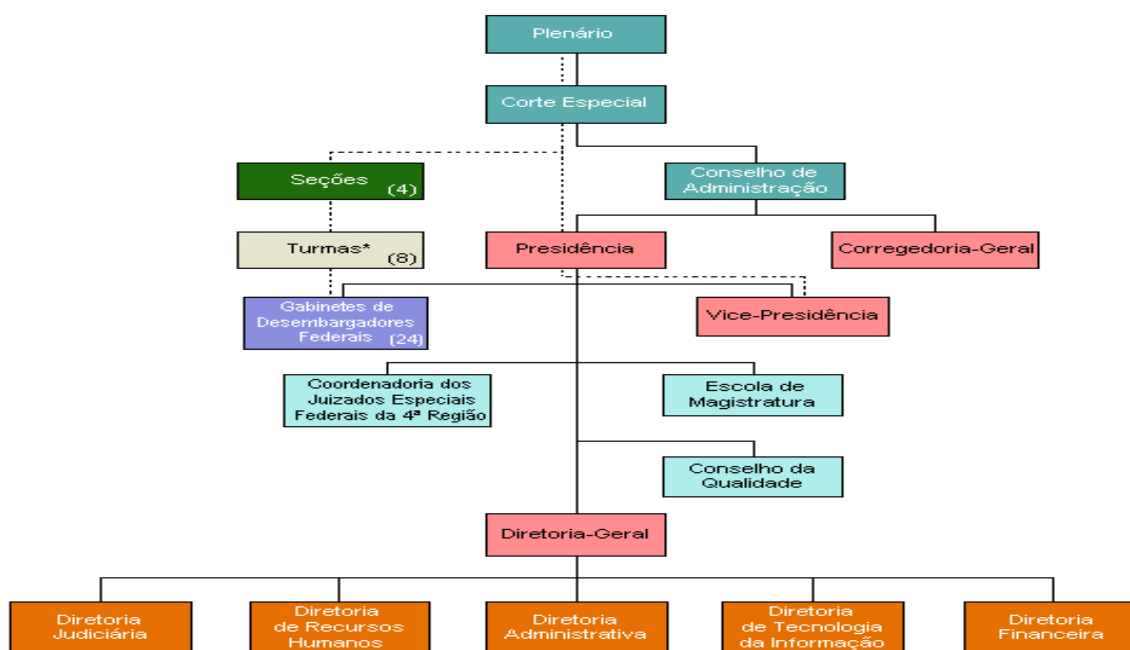 Plenário
Corte Especial
Seções
(4)
Conselho de
Administração
Turmas*
(8)
Presidência
Corregedoria-Geral
Gabinetes de
Desembargadores
Federais
(24)
Vice-Presidência
Coordenadoria dos
Juizados Especiais
Federais da 4ª Região
Escola de
Magistratura
Conselho da
Qualidade
Diretoria-Geral
Diretoria
Judiciária
Diretoria
de Recursos
Humanos
Diretoria
Administrativa
Diretoria
de Tecnologia
da Informação
Diretoria
Financeira